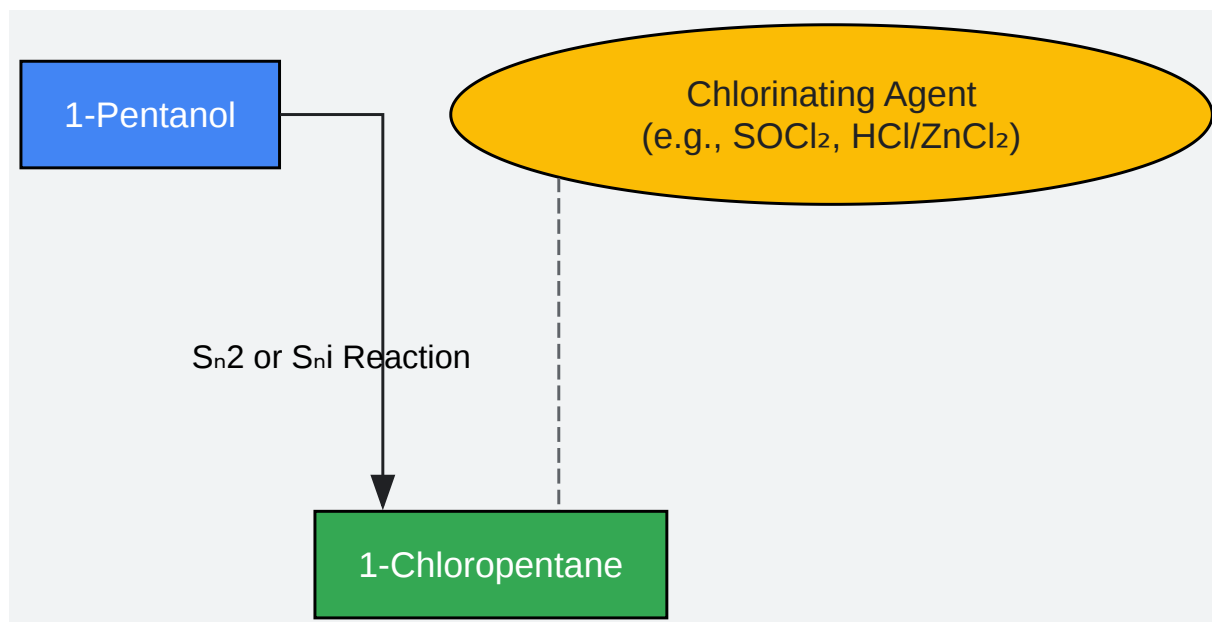 1-Pentanol
Chlorinating Agent
(e.g., SOCl₂, HCl/ZnCl₂)
Sₙ2 or Sₙi Reaction
1-Chloropentane